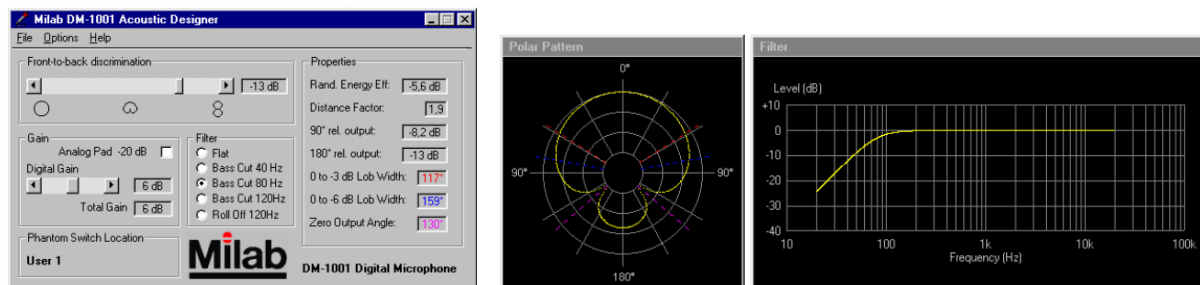 Milab DM-1001 Acoustic Designer
File Options Help
Front-to-back discrimination
-13 dB
Gain
Analog Pad -20 dB
Digital Gain
6 dB
Total Gain 6 dB
Filter
Flat
Bass Cut 40 Hz
Bass Cut 80 Hz
Bass Cut 120Hz
Roll Off 120Hz
Phantom Switch Location
User 1
Milab
Properties
Rand. Energy Eff: -5,6 dB
Distance Factor: 1,9
90° rel. output: -8,2 dB
180° rel. output: -13 dB
0 to -3 dB Lob Width: 117°
0 to -6 dB Lob Width: 159°
Zero Output Angle: 130°
DM-1001 Digital Microphone
Polar Pattern
0°
90° 90°
180°
Filter
Level (dB)
+10
0
-10
-20
-30
-40
10 100 1k 10k 100k
Frequency (Hz)